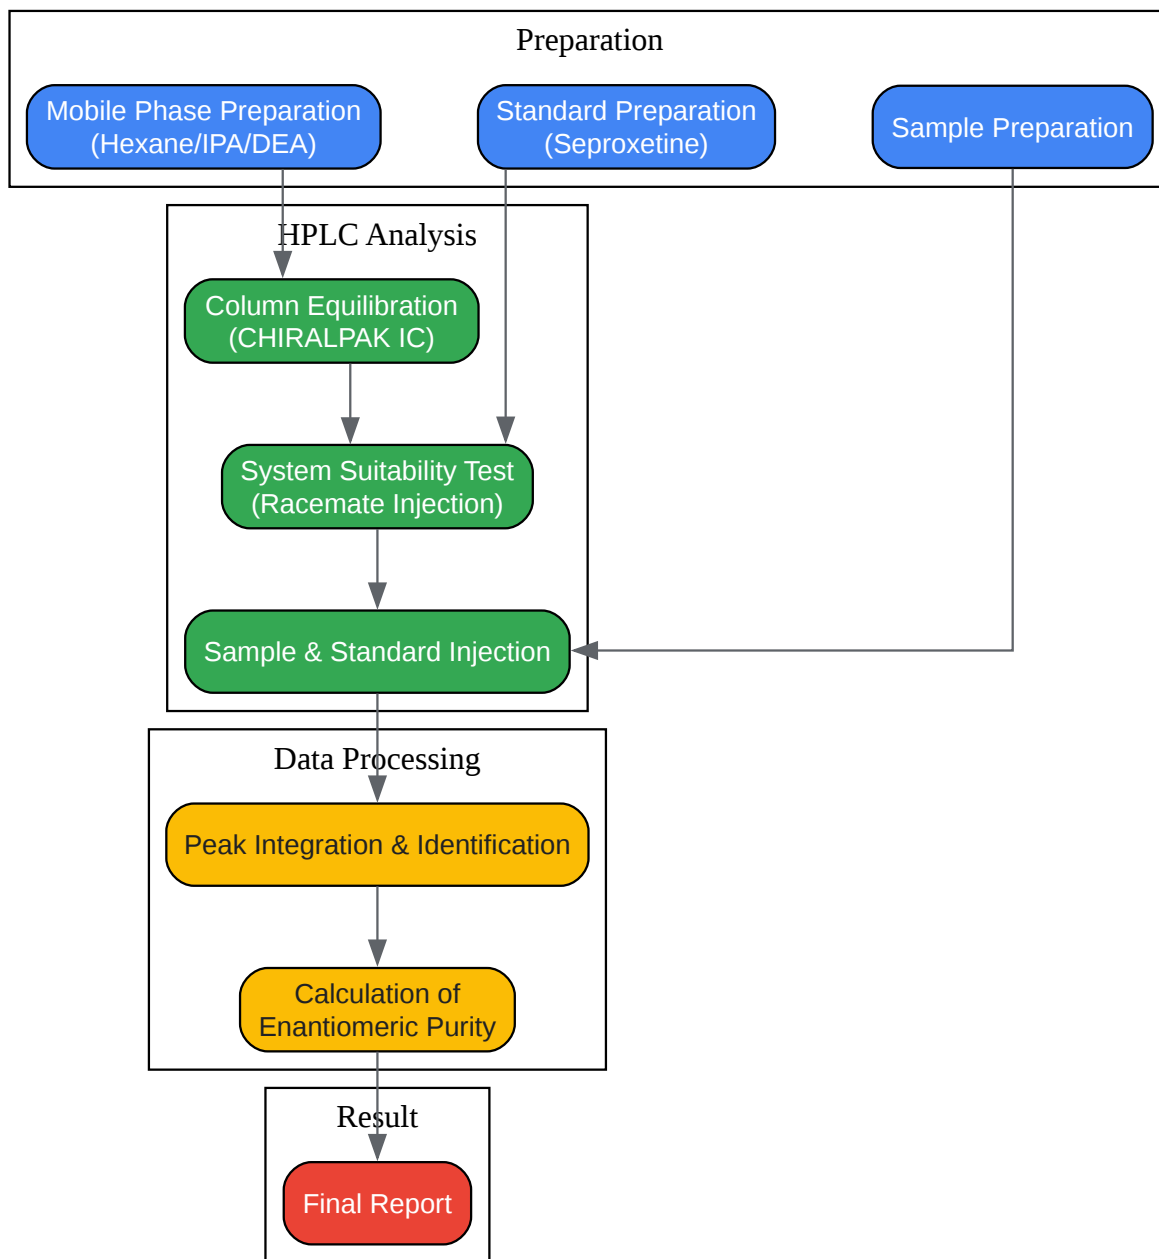 Preparation
Mobile Phase Preparation
(Hexane/IPA/DEA)
Standard Preparation
(Seproxetine)
Sample Preparation
HPLC Analysis
Column Equilibration
(CHIRALPAK IC)
System Suitability Test
(Racemate Injection)
Sample & Standard Injection
Data Processing
Peak Integration & Identification
Calculation of
Enantiomeric Purity
Result
Final Report